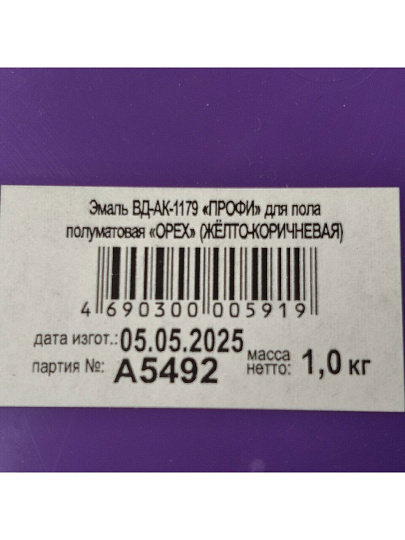 Эмаль ВД-АК-1179 «ПРОФИ» для пола
полуматовая «ОРЕХ» (ЖЁЛТО-КОРИЧНЕВАЯ)
4 690300 005919
дата изгот.: 05.05.2025
партия №: А5492 масса нетто: 1,0 кг